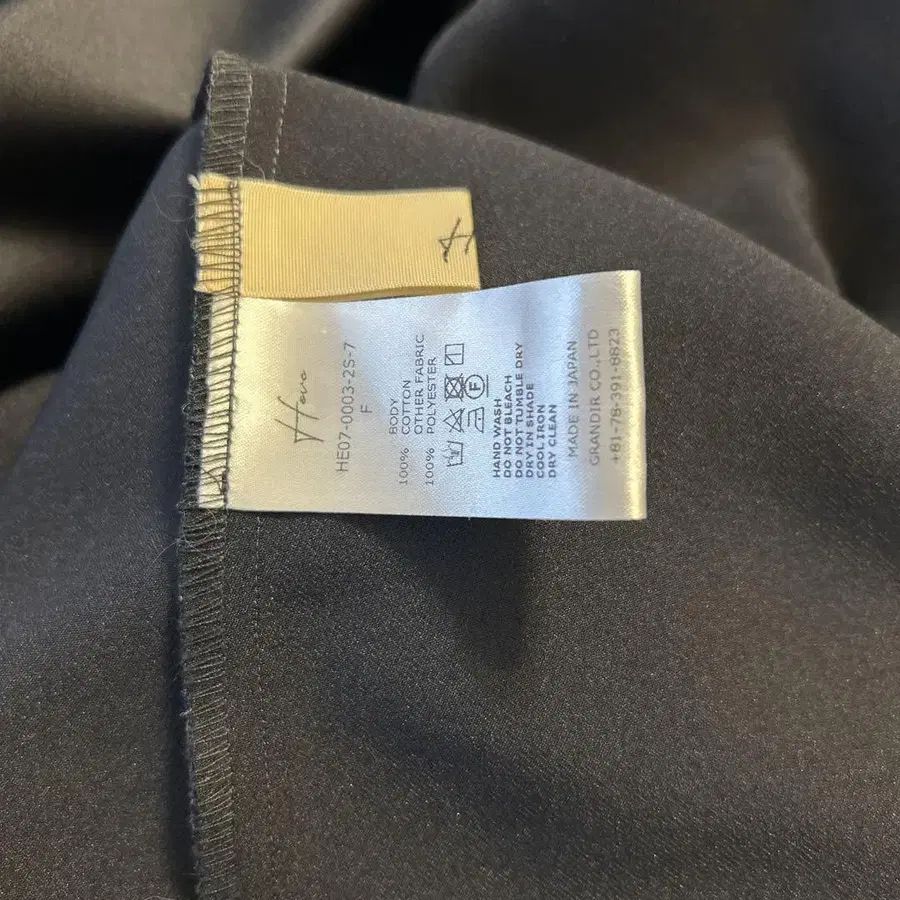 Heve
HE07-0003-2S-7
F
BODY
100% COTTON
OTHER FABRIC
100% POLYESTER
HAND WASH
DO NOT BLEACH
DO NOT TUMBLE DRY
DRY IN SHADE
COOL IRON
DRY CLEAN
MADE IN JAPAN
GRANDIR CO.,LTD
+81-78-391-8823